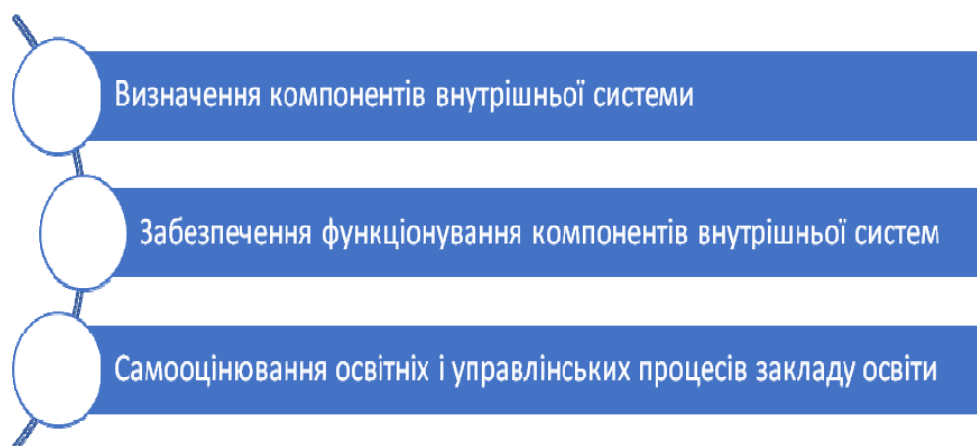 Визначення компонентів внутрішньої системи
Забезпечення функціонування компонентів внутрішньої систем
Самооцінювання освітніх і управлінських процесів закладу освіти